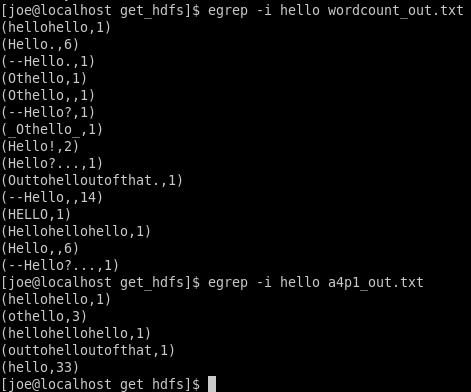 [joe@localhost get_hdfs]$ egrep -i hello wordcount_out.txt
(hellohello,1)
(Hello.,6)
(--Hello.,1)
(Othello,1)
(Othello,,1)
(--Hello?,1)
(_Othello_,1)
(Hello!,2)
(Hello?...,1)
(Outtohelloutofthat.,1)
(--Hello,,14)
(HELLO,1)
(Hellohellohello,1)
(Hello,,6)
(--Hello?...,1)
[joe@localhost get_hdfs]$ egrep -i hello a4p1_out.txt
(hellohello,1)
(othello,3)
(hellohellohello,1)
(outtohelloutofthat,1)
(hello,33)
[joe@localhost get_hdfs]$